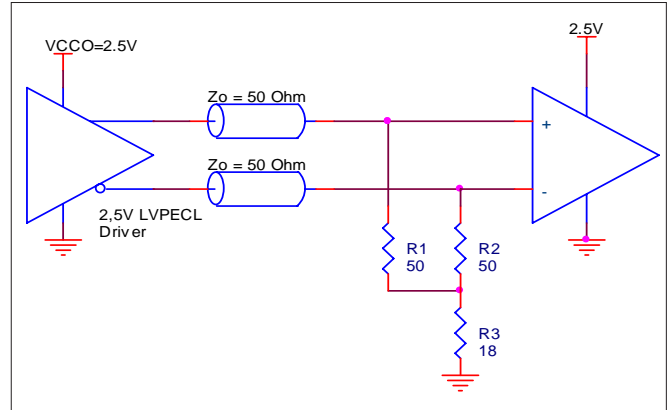 VCCO=2.5V
2.5V
Zo = 50 Ohm
+
Zo = 50 Ohm
-
2,5V LVPECL
Driver
R1
50
R2
50
R3
18